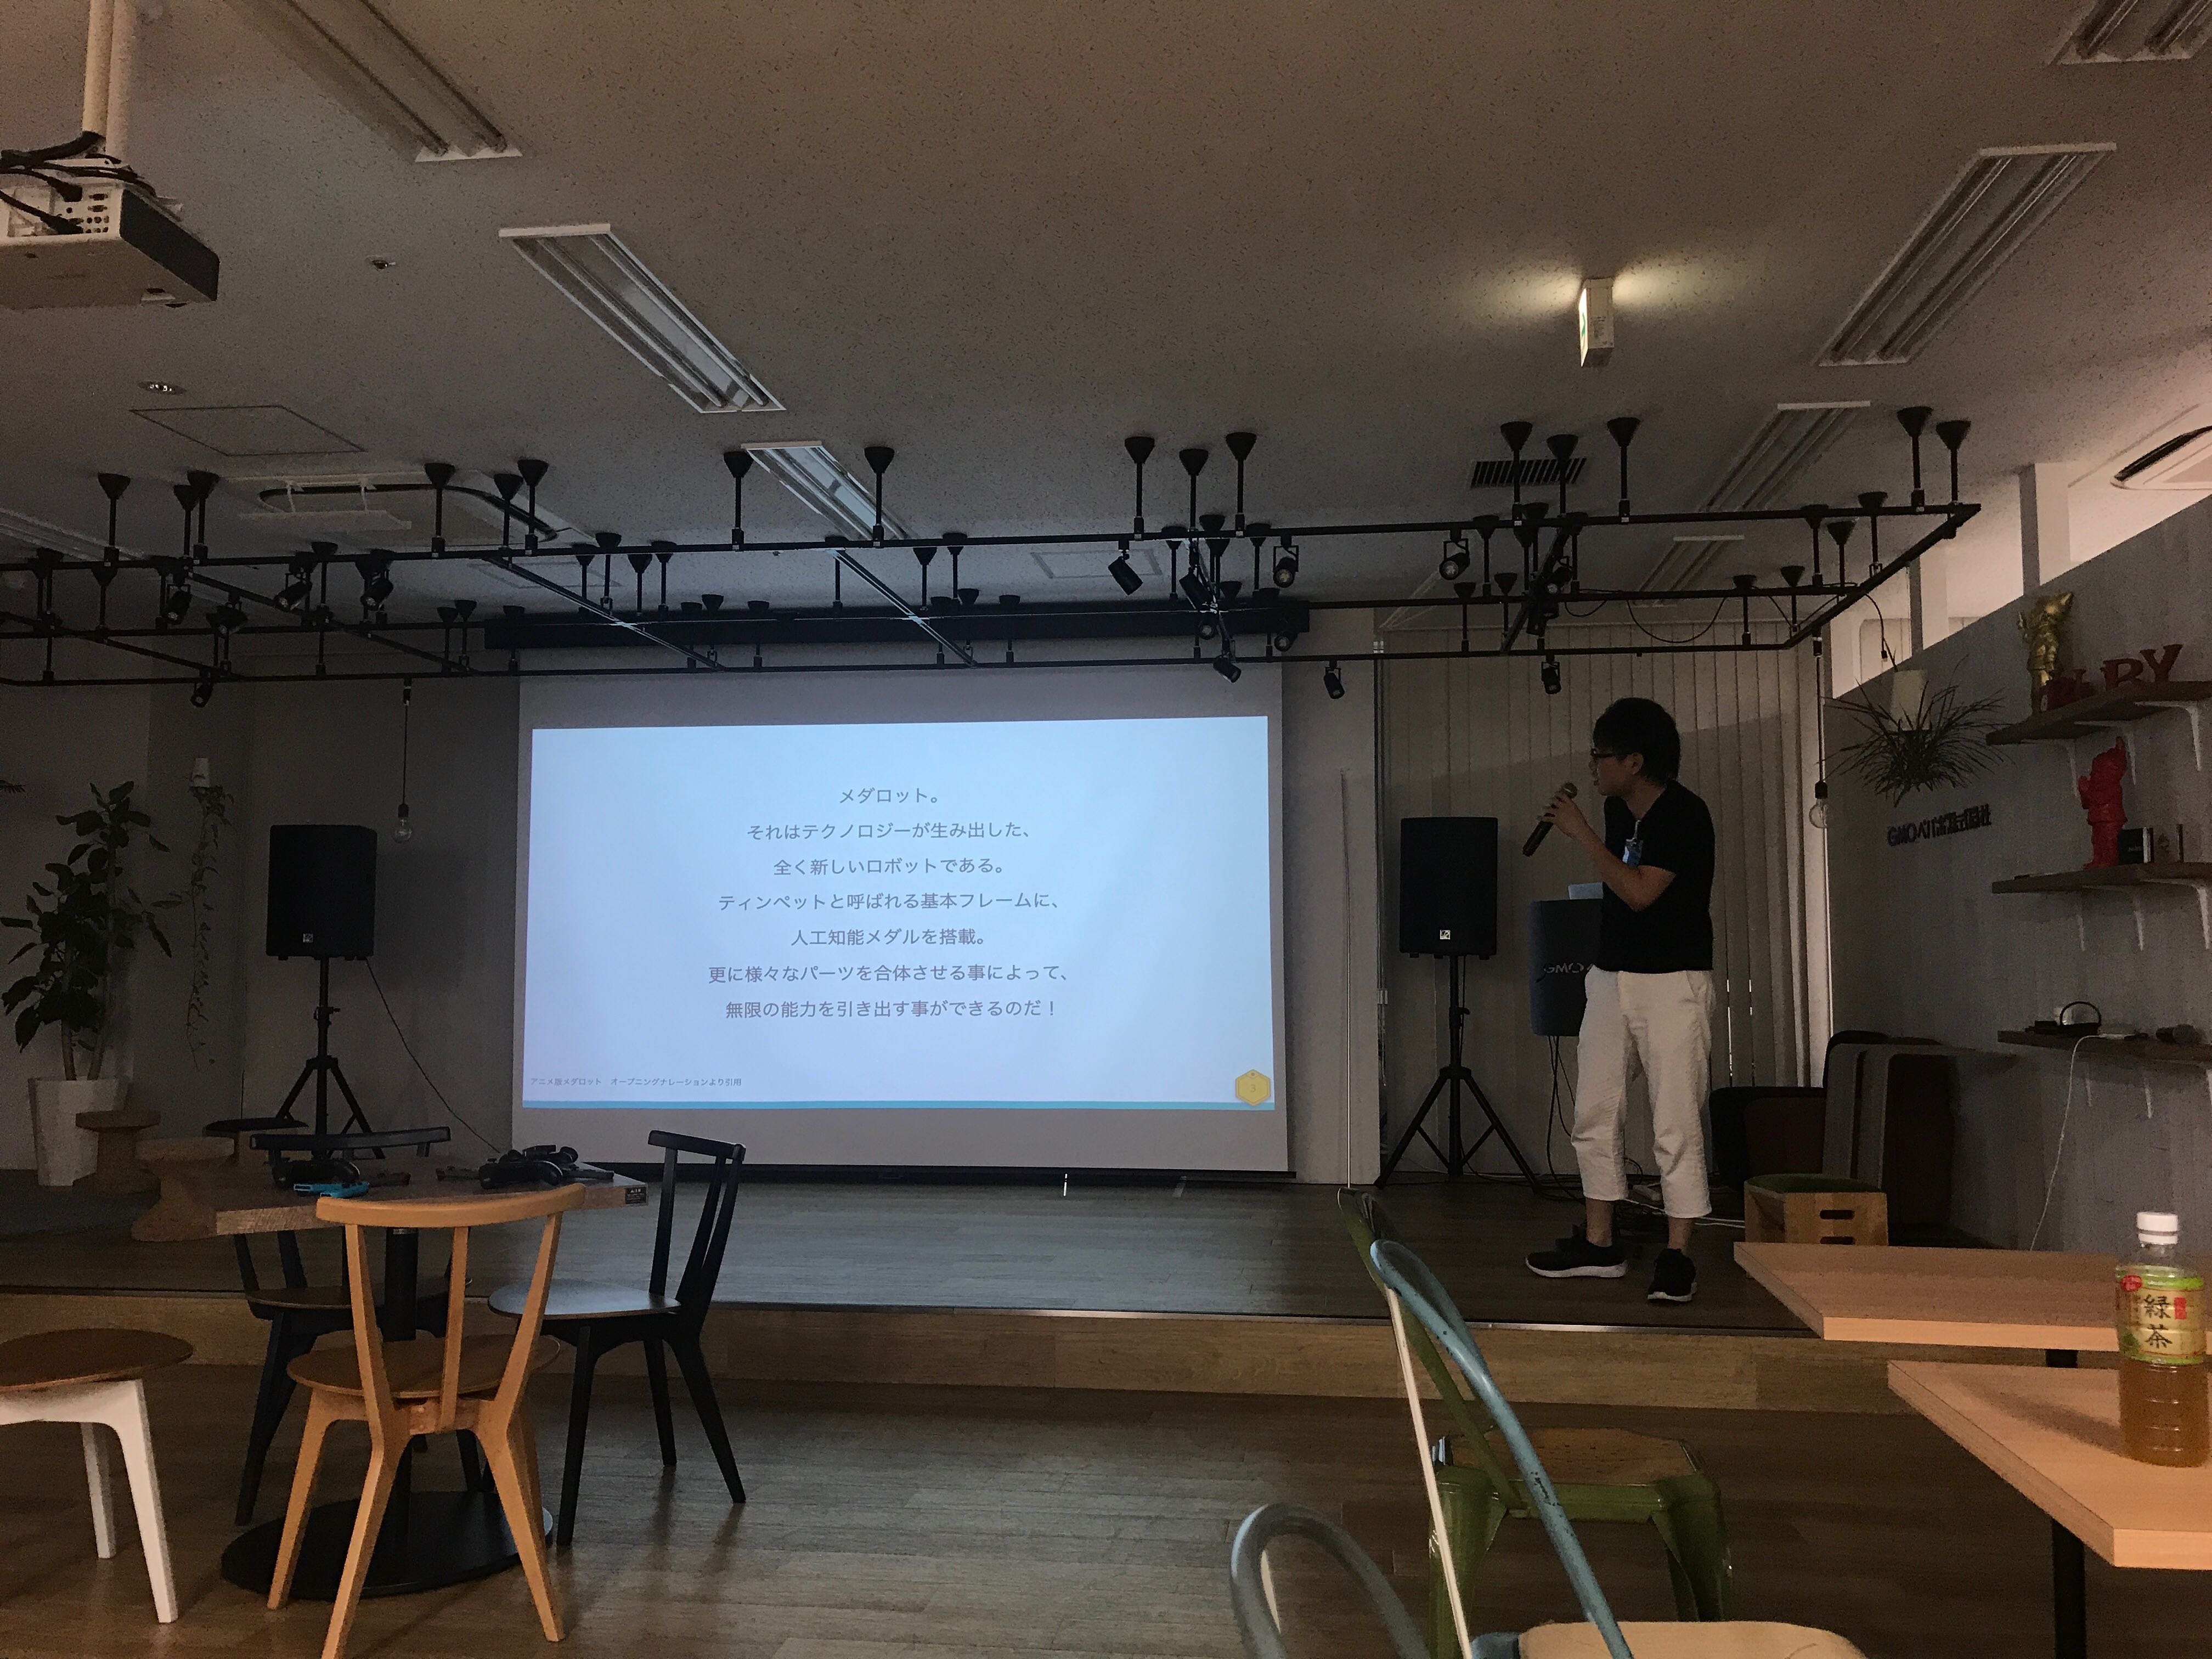 メダロット。
それはテクノロジーが生み出した、
全く新しいロボットである。
ティンペットと呼ばれる基本フレームに、
人工知能メダルを搭載。
更に様々なパーツを合体させる事によって、
無限の能力を引き出す事ができるのだ！
アニメ版メダロット　オープニングナレーションより引用
3
GMOペパボ株式会社
GMO
緑茶